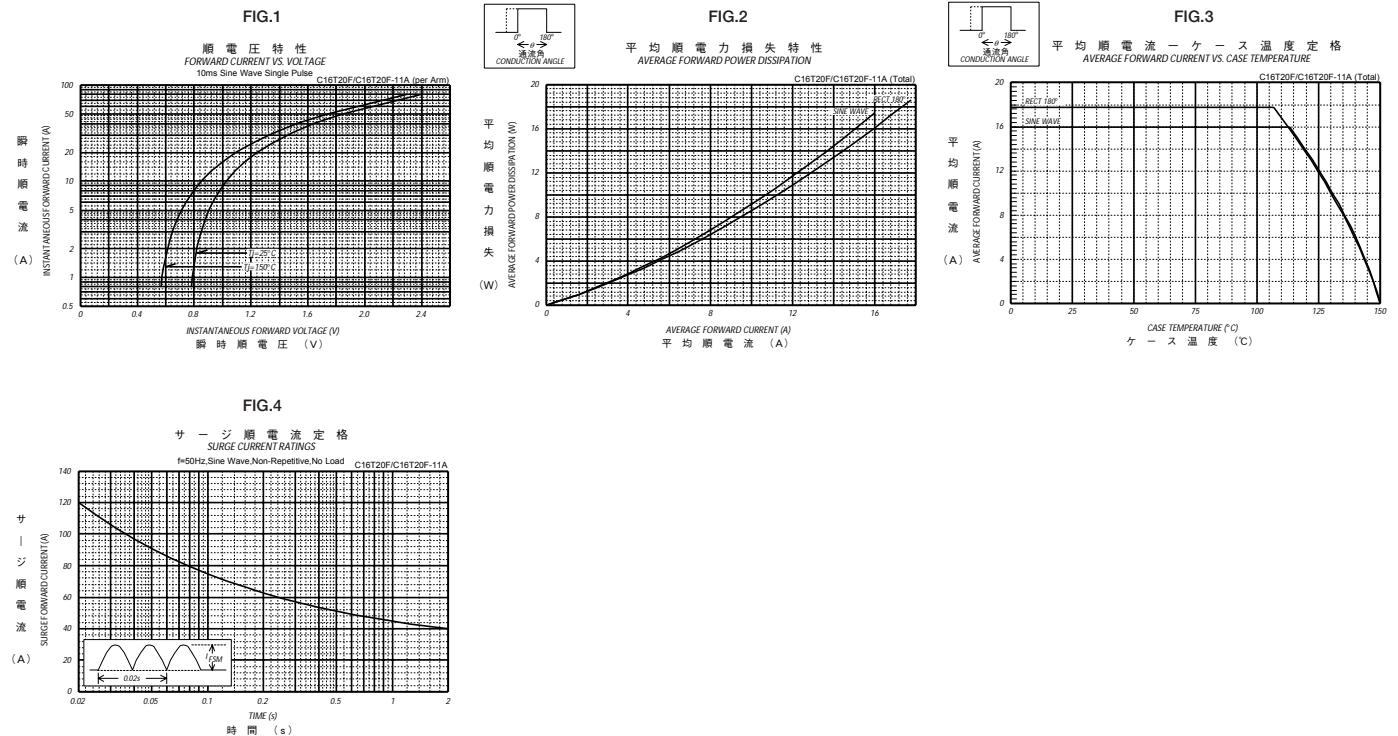 FIG.1
順電圧特性
FORWARD CURRENT VS. VOLTAGE
10ms Sine Wave Single Pulse
C16T20F/C16T20F-11A (per Arm)
瞬時順電流
(A)
INSTANTANEOUS FORWARD CURRENT (A)
100
50
20
10
5
2
1
0.5
Tj=25°C
Tj=150°C
0 0.4 0.8 1.2 1.6 2.0 2.4
INSTANTANEOUS FORWARD VOLTAGE (V)
瞬時順電圧 (V)
FIG.2
0° 180°
θ
通流角
CONDUCTION ANGLE
平均順電力損失特性
AVERAGE FORWARD POWER DISSIPATION
C16T20F/C16T20F-11A (Total)
平均順電力損失
(W)
AVERAGE FORWARD POWER DISSIPATION (W)
20
16
12
8
4
0
RECT 180°
SINE WAVE
0 4 8 12 16
AVERAGE FORWARD CURRENT (A)
平均順電流 (A)
FIG.3
0° 180°
θ
通流角
CONDUCTION ANGLE
平均順電流ーケース温度定格
AVERAGE FORWARD CURRENT VS. CASE TEMPERATURE
C16T20F/C16T20F-11A (Total)
平均順電流
(A)
AVERAGE FORWARD CURRENT (A)
20
16
12
8
4
0
RECT 180°
SINE WAVE
0 25 50 75 100 125 150
CASE TEMPERATURE (°C)
ケース温度 (℃)
FIG.4
サージ順電流定格
SURGE CURRENT RATINGS
f=50Hz,Sine Wave,Non-Repetitive,No Load
C16T20F/C16T20F-11A
サージ順電流
(A)
SURGE FORWARD CURRENT (A)
140
120
100
80
60
40
20
0
IFSM
0.02s
0.02 0.05 0.1 0.2 0.5 1 2
TIME (s)
時間 (s)